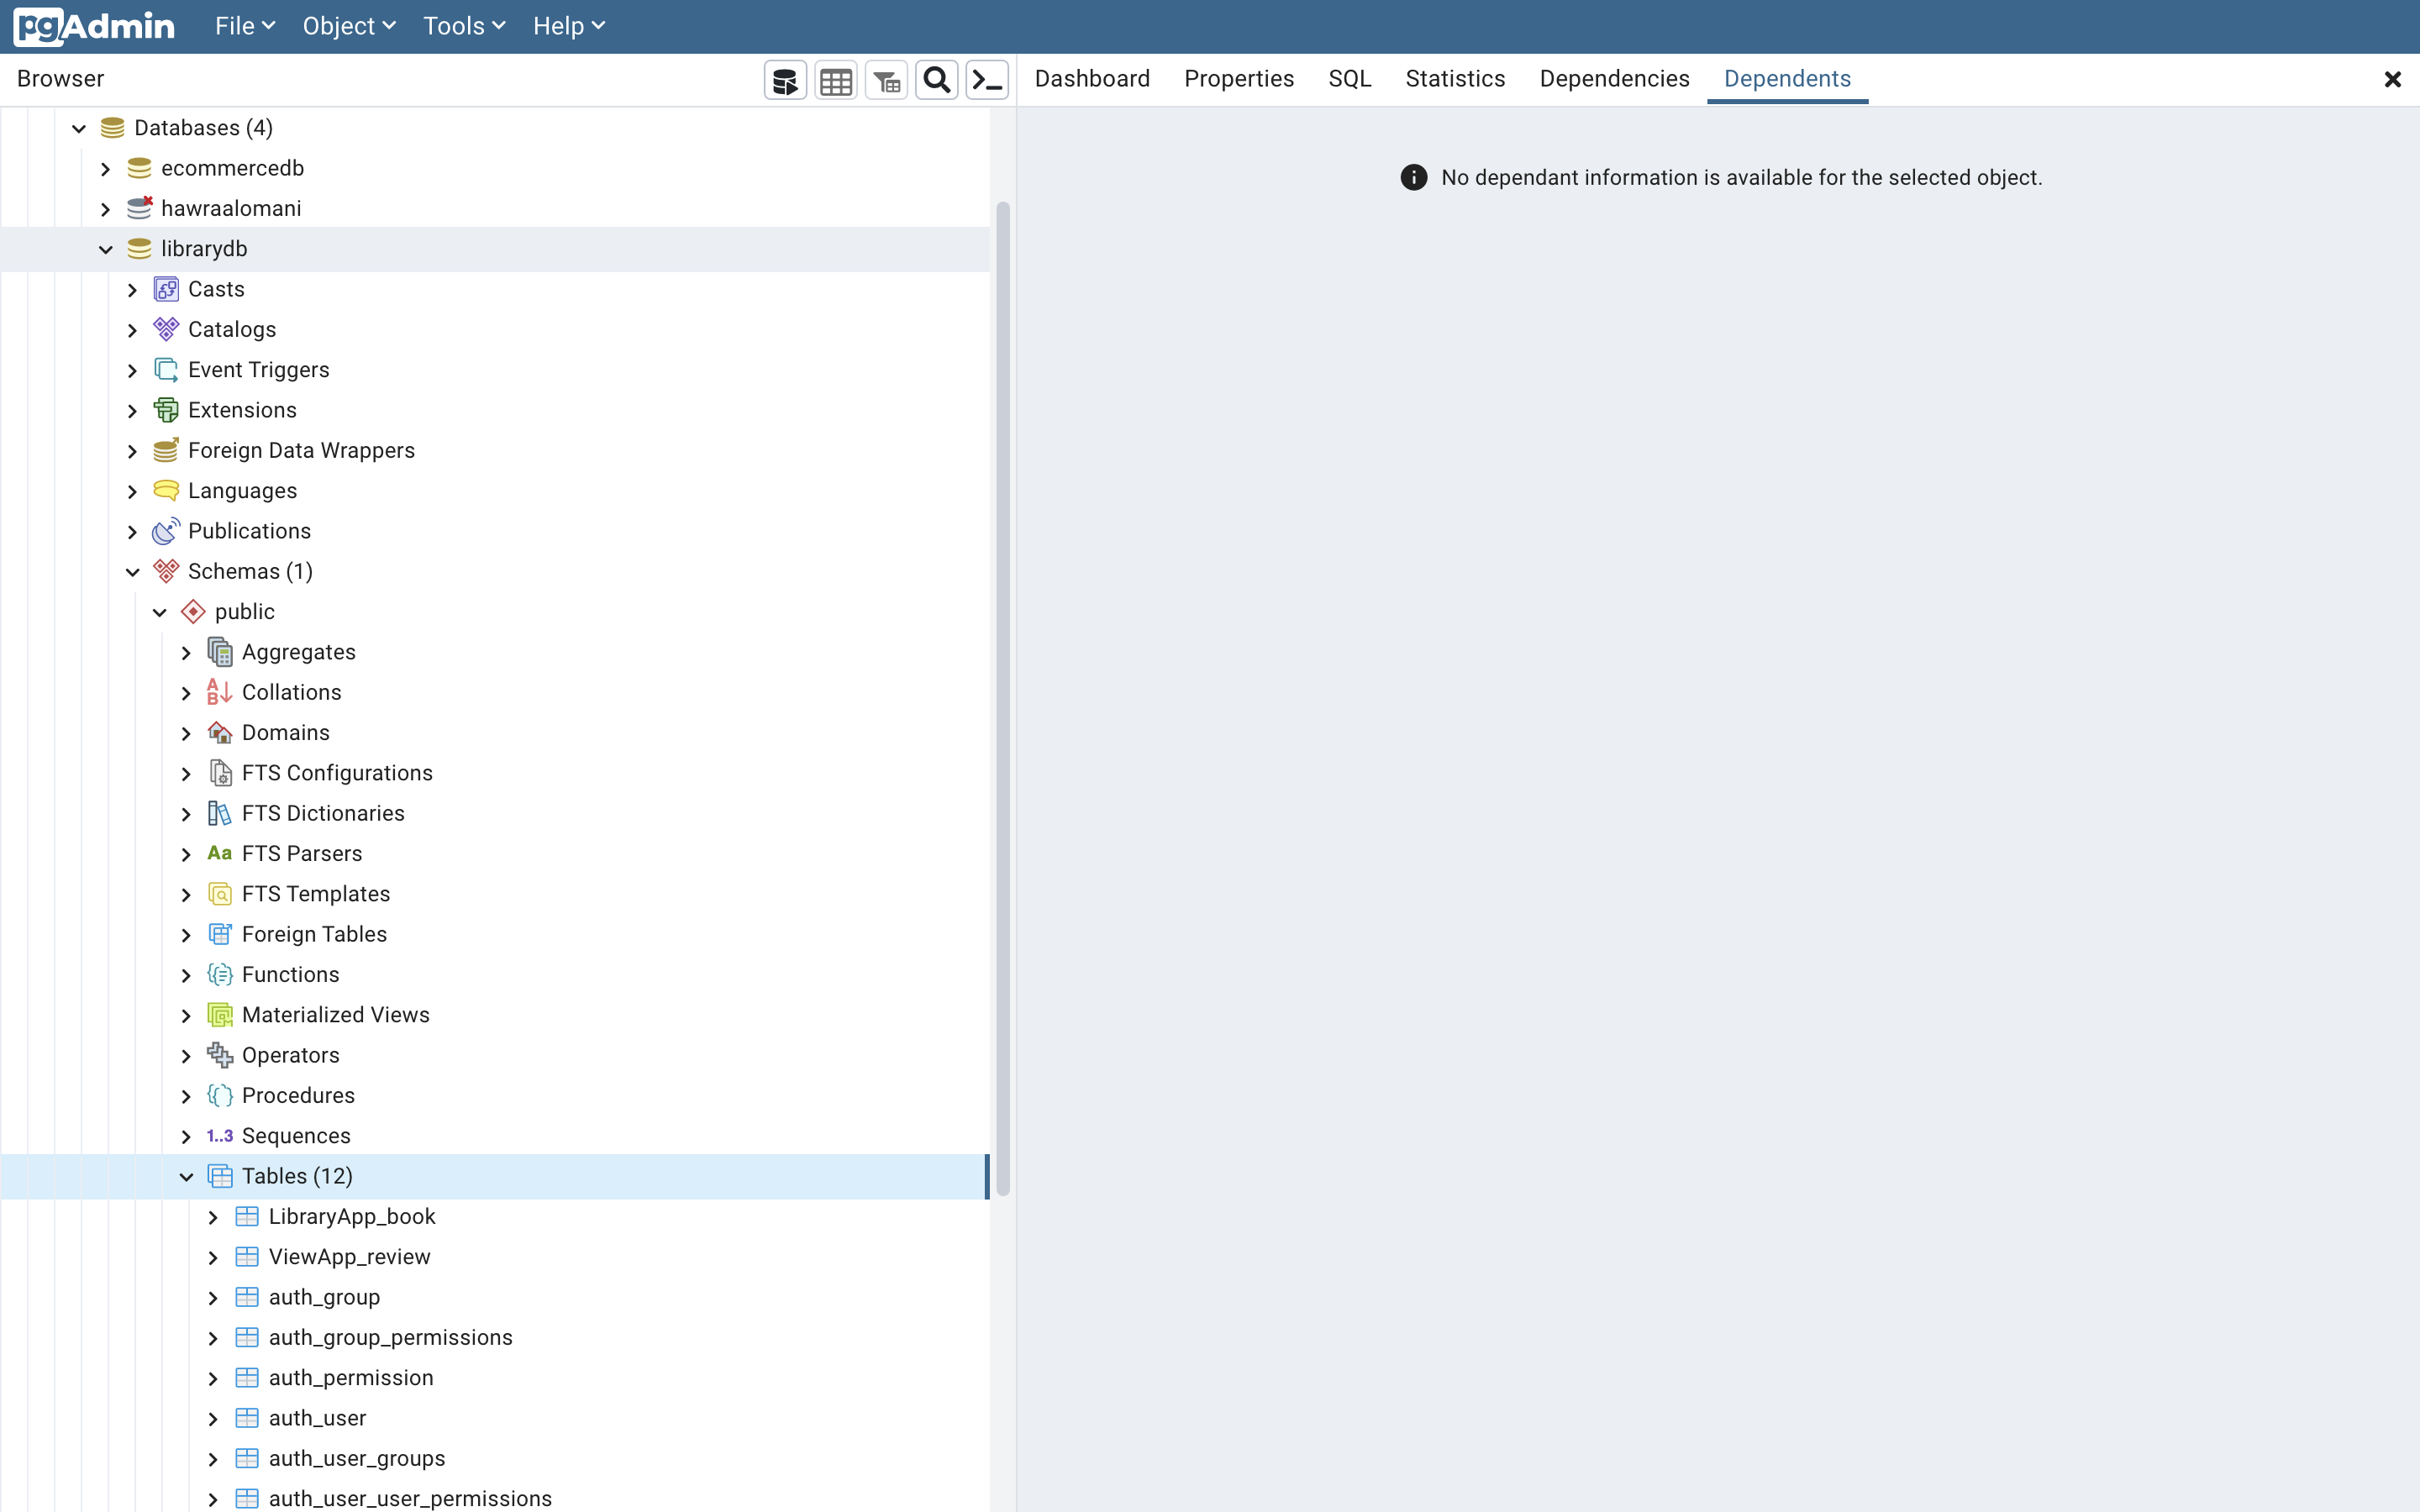 pgAdmin File Object Tools Help
Browser Dashboard Properties SQL Statistics Dependencies Dependents
Databases (4)
No dependant information is available for the selected object.
ecommercedb
hawraalomani
librarydb
Casts
Catalogs
Event Triggers
Extensions
Foreign Data Wrappers
Languages
Publications
Schemas (1)
public
Aggregates
Collations
Domains
FTS Configurations
FTS Dictionaries
Aa FTS Parsers
FTS Templates
Foreign Tables
Functions
Materialized Views
Operators
Procedures
1..3 Sequences
Tables (12)
LibraryApp_book
ViewApp_review
auth_group
auth_group_permissions
auth_permission
auth_user
auth_user_groups
auth_user_user_permissions